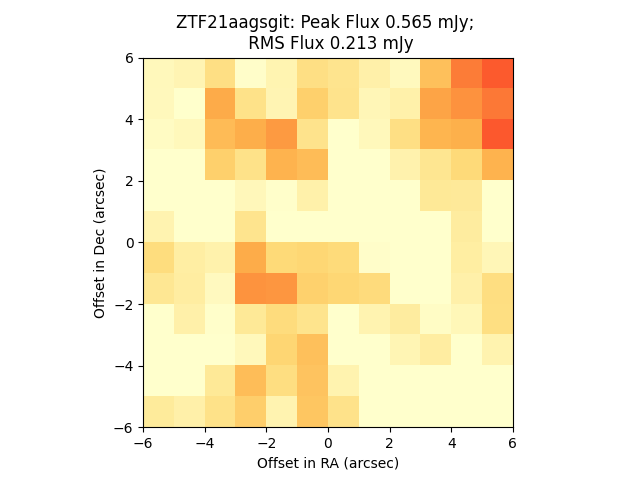 ZTF21aagsgit: Peak Flux 0.565 mJy;
RMS Flux 0.213 mJy
6
4
2
0
−2
−4
−6
Offset in Dec (arcsec)
−6 −4 −2 0 2 4 6
Offset in RA (arcsec)